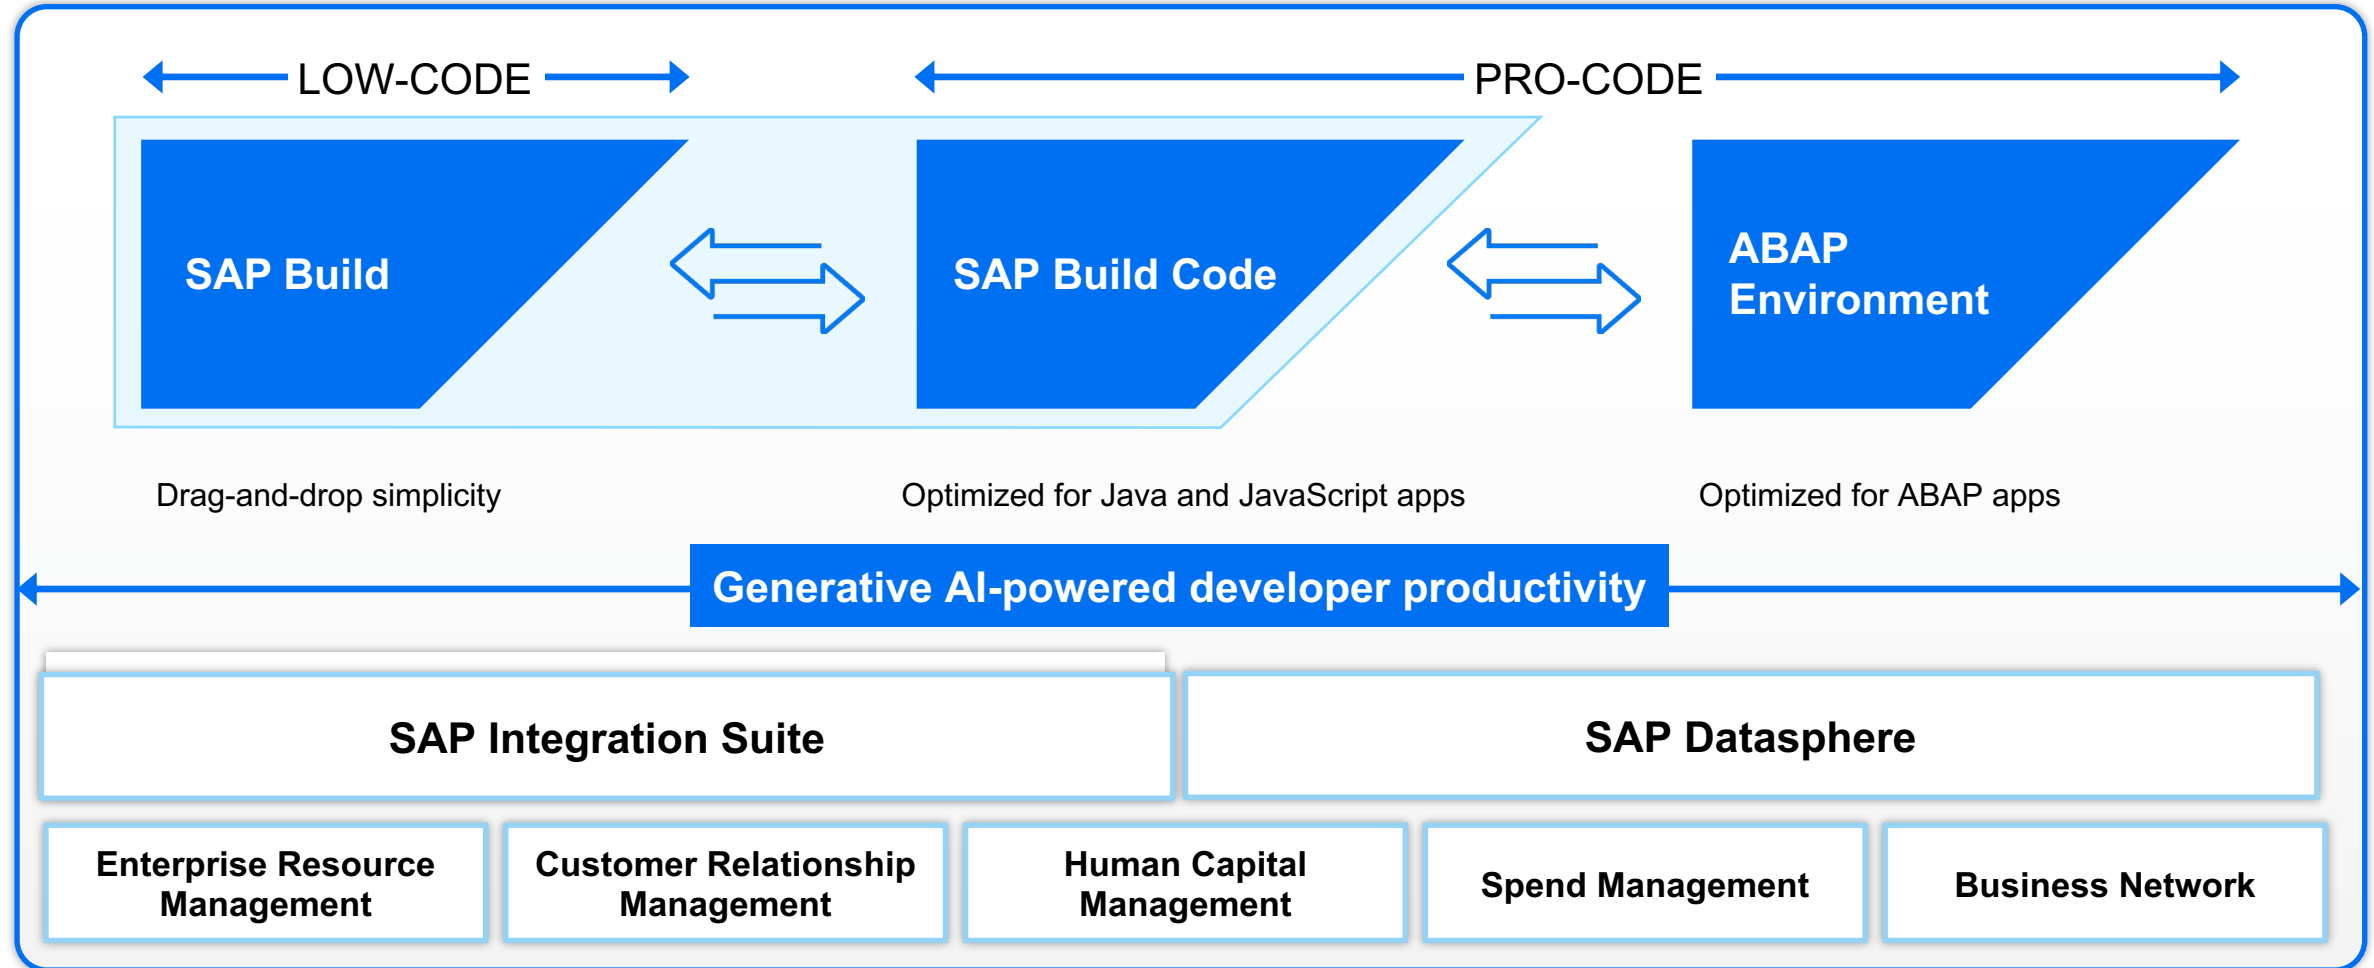 LOW-CODE
PRO-CODE
SAP Build
SAP Build Code
ABAP
Environment
Drag-and-drop simplicity
Optimized for Java and JavaScript apps
Optimized for ABAP apps
Generative AI-powered developer productivity
SAP Integration Suite
SAP Datasphere
Enterprise Resource
Management
Customer Relationship
Management
Human Capital
Management
Spend Management
Business Network